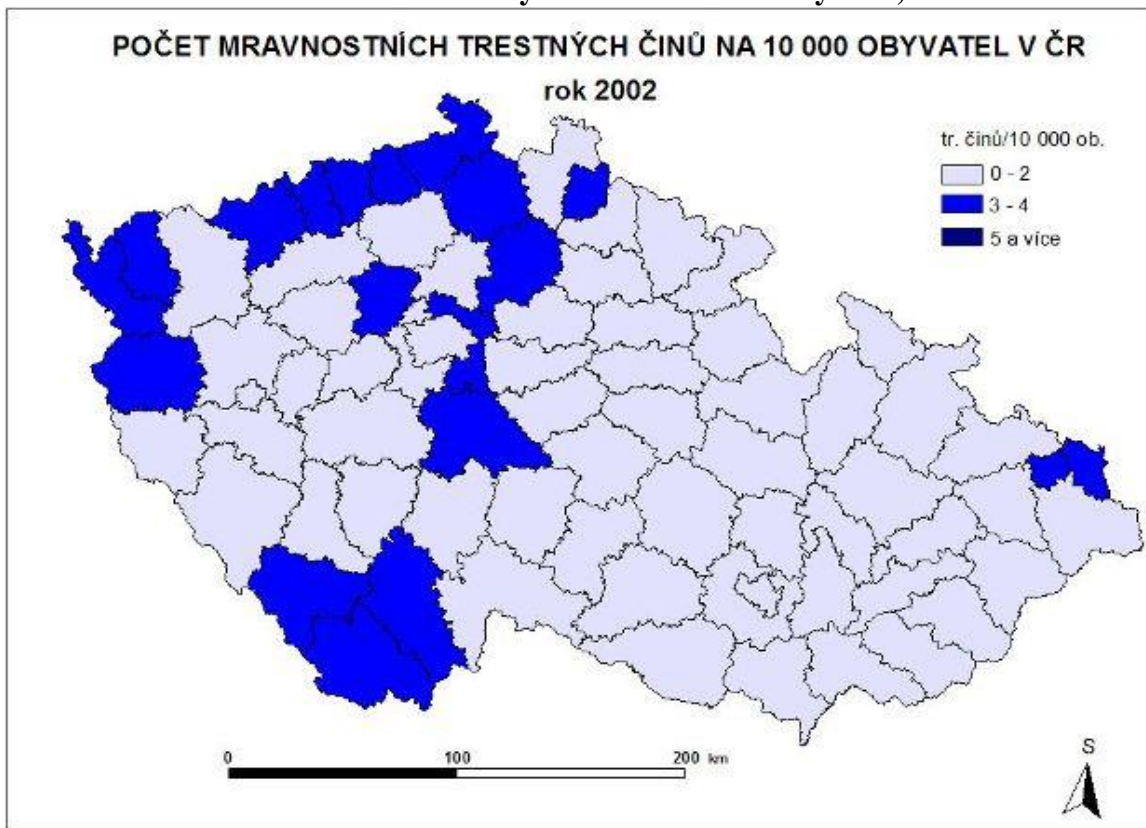 POČET MRAVNOSTNÍCH TRESTNÝCH ČINŮ NA 10 000 OBYVATEL V ČR
rok 2002
tr. činů/10 000 ob.
0 - 2
3 - 4
5 a více
0 100 200 km
S